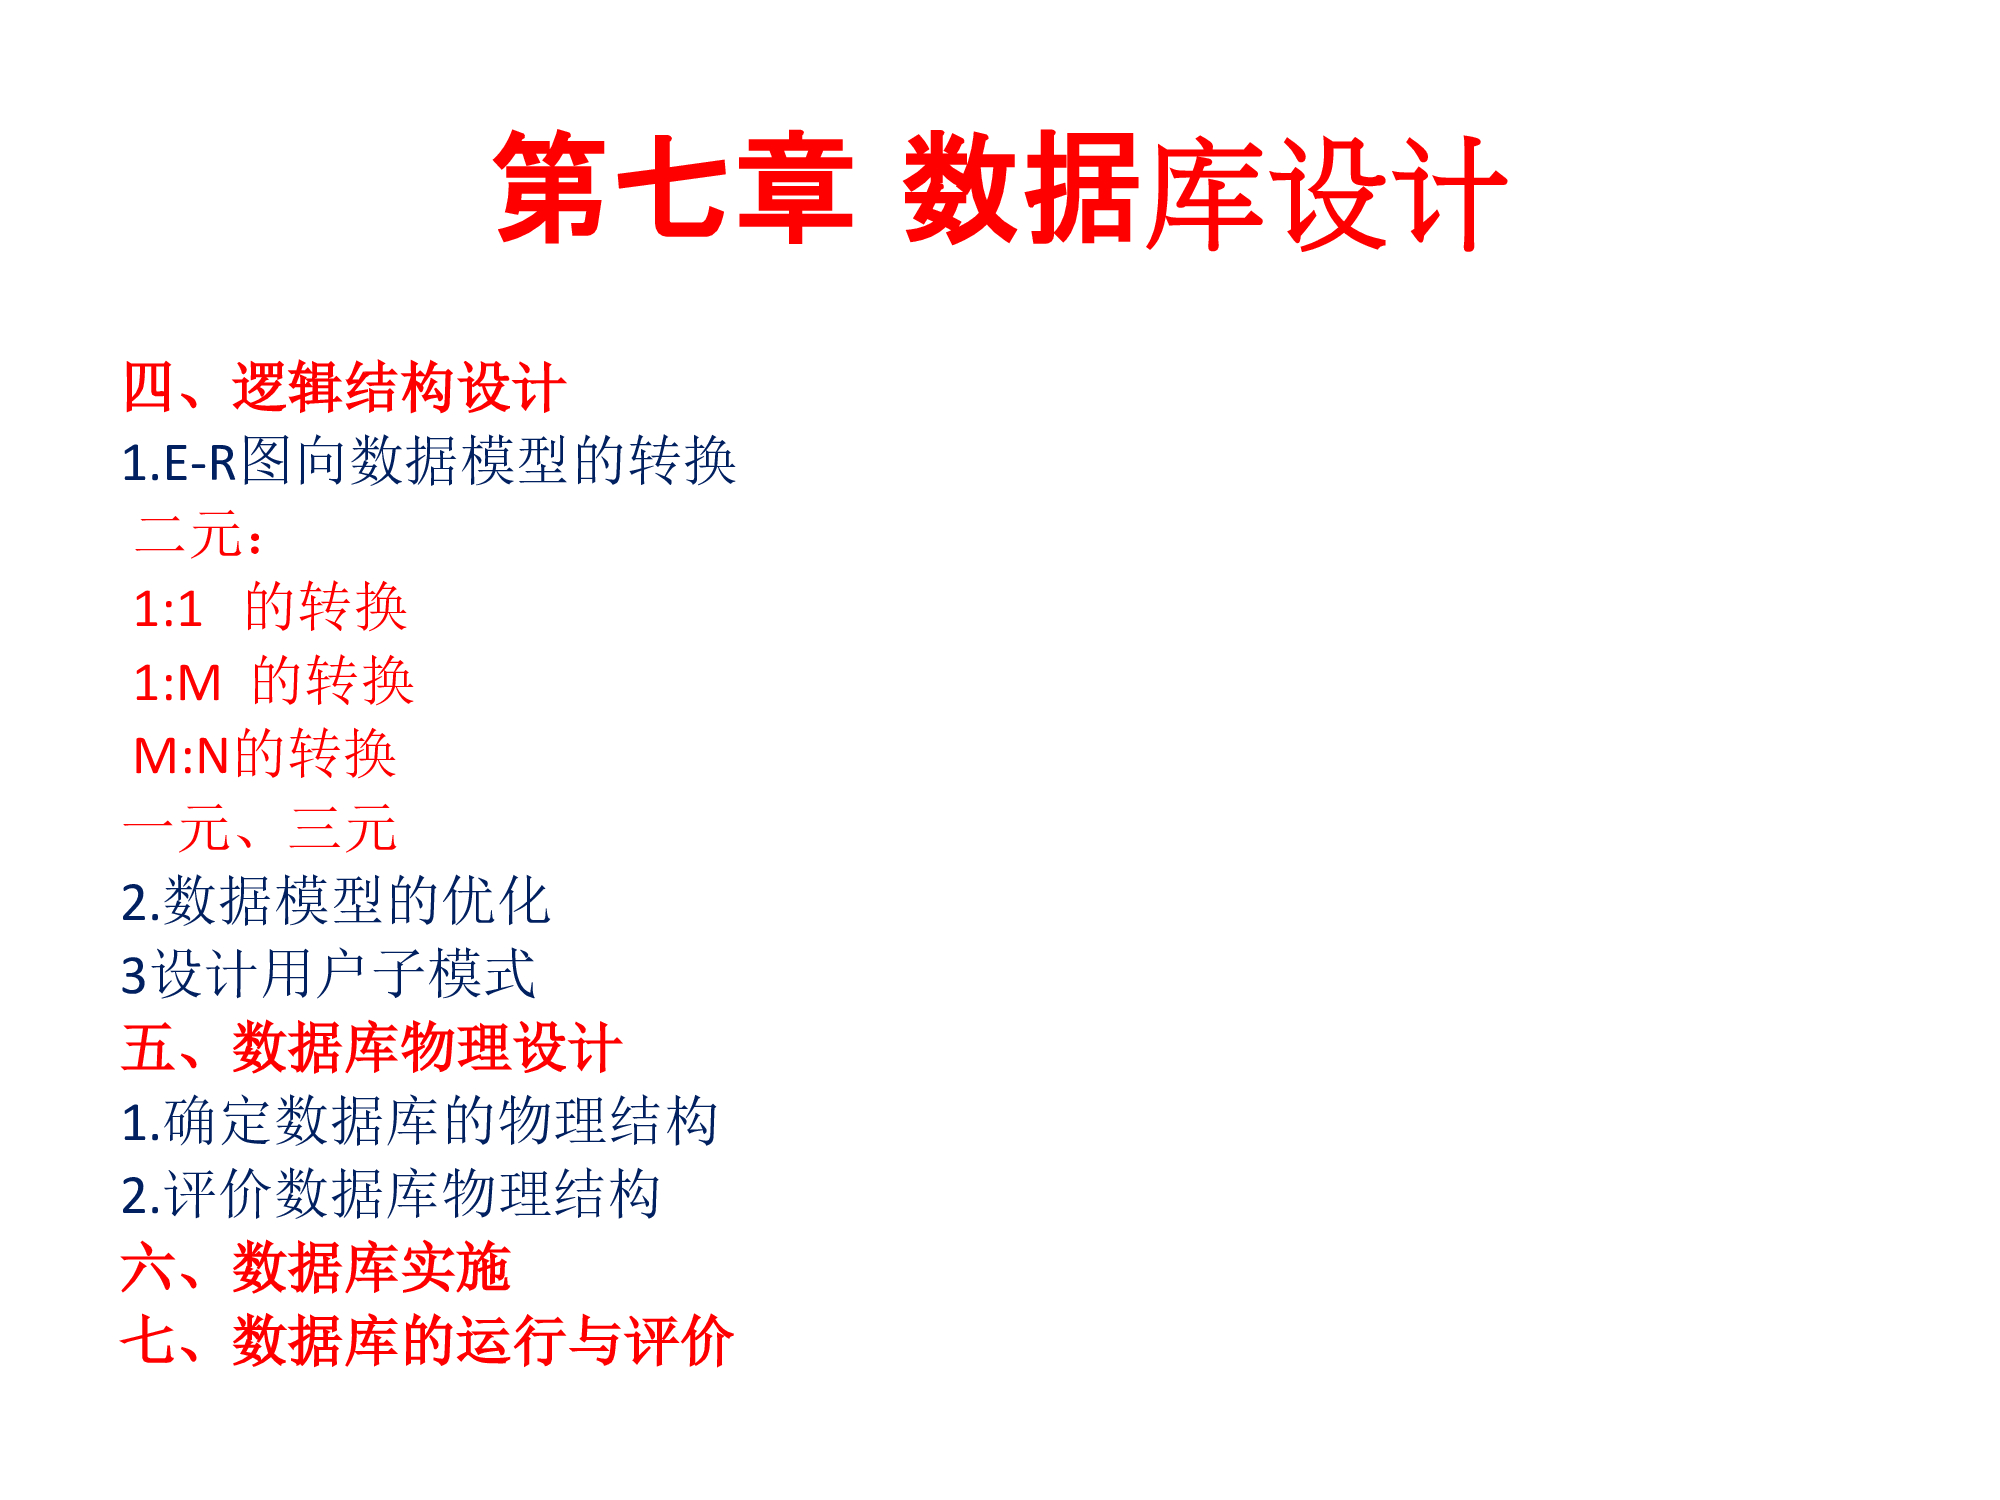 第七章 数据库设计
四、逻辑结构设计
1.E-R图向数据模型的转换
二元：
1:1 的转换
1:M 的转换
M:N的转换
一元、三元
2.数据模型的优化
3设计用户子模式
五、数据库物理设计
1.确定数据库的物理结构
2.评价数据库物理结构
六、数据库实施
七、数据库的运行与评价